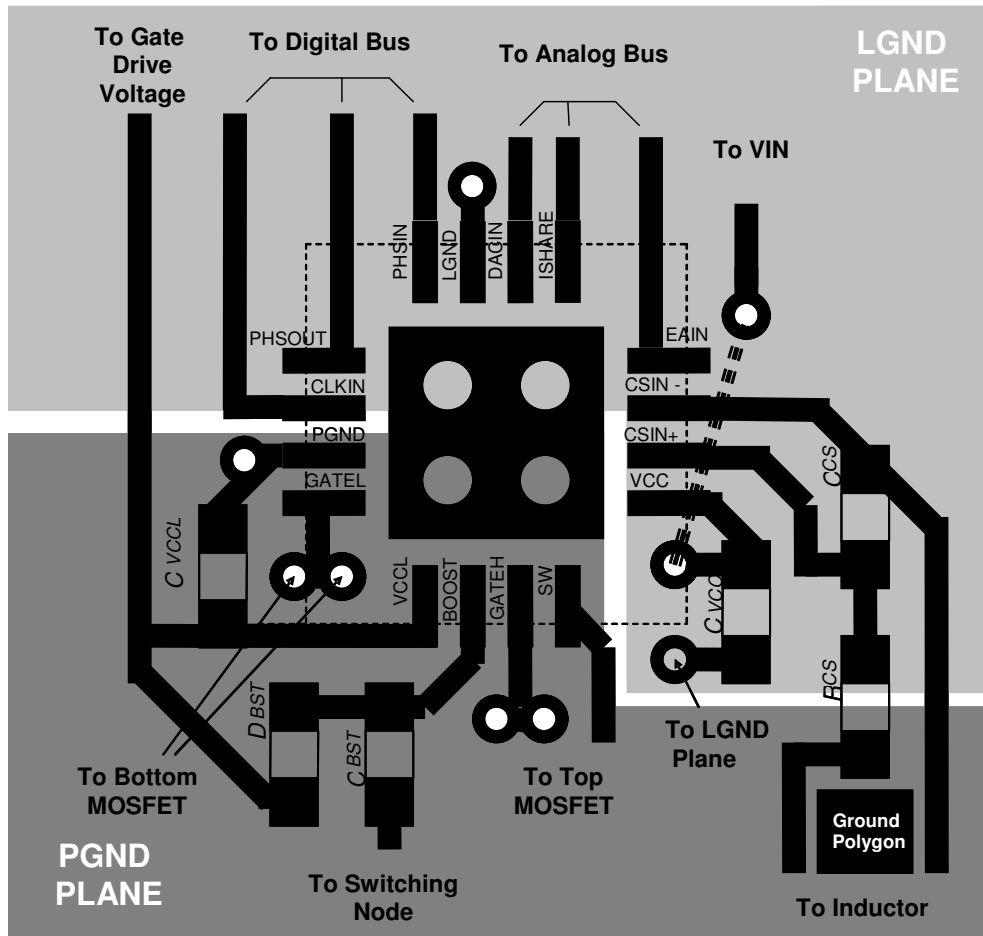 To Gate
Drive
Voltage
To Digital Bus
To Analog Bus
LGND
PLANE
To VIN
PHSIN
LGND
DACIN
ISHARE
PHSOUT
EAIN
CLKIN
CSIN -
PGND
CSIN+
GATEL
VCC
CCS
C VCCL
VCCL
BOOST
GATEH
SW
C VCC
RCS
D BST
C BST
To LGND
Plane
To Bottom
MOSFET
To Top
MOSFET
Ground
Polygon
PGND
PLANE
To Switching
Node
To Inductor